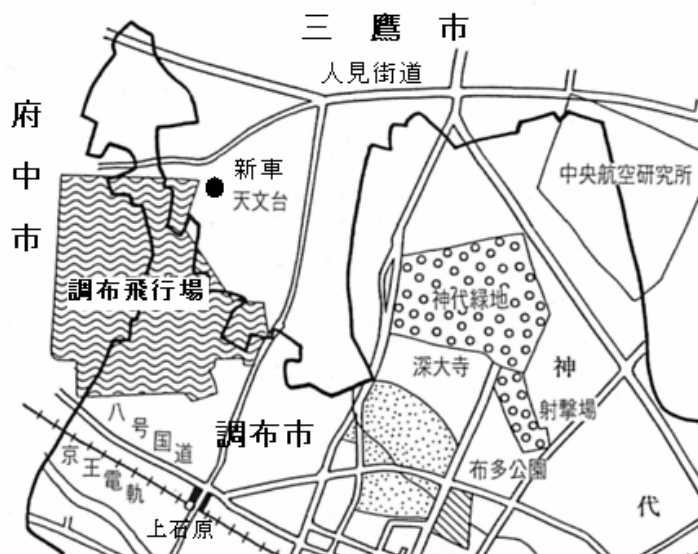 三鷹市
人見街道
府中市
新車
天文台
中央航空研究所
調布飛行場
神代緑地
深大寺
神代
射撃場
八号国道
調布市
布多公園
京王電軌
上石原